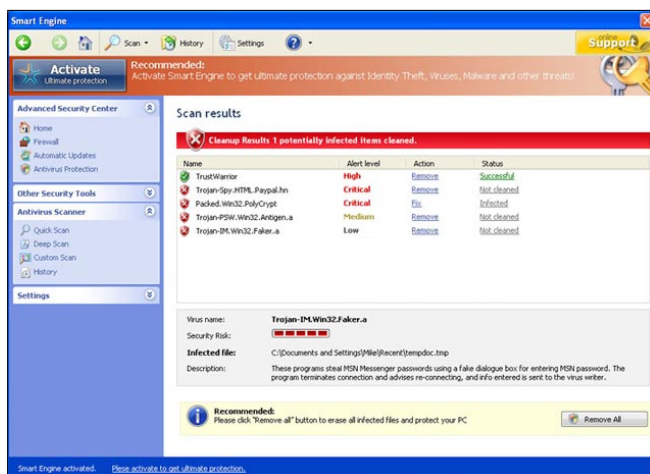 Smart Engine
Scan
History
Settings
online
Support
Activate
Ultimate protection
Recommended:
Activate Smart Engine to get ultimate protection against Identity Theft, Viruses, Malware and other threats!
Advanced Security Center
Home
Firewall
Automatic Updates
Antivirus Protection
Other Security Tools
Antivirus Scanner
Quick Scan
Deep Scan
Custom Scan
History
Settings
Scan results
Cleanup Results 1 potentially infected items cleaned.
Name Alert level Action Status
TrustWarrior High Remove Successful
Trojan-Spy.HTML.Paypal.hn Critical Remove Not cleaned
Packed.Win32.PolyCrypt Critical Fix Infected
Trojan-PSW.Win32.Antigen.a Medium Remove Not cleaned
Trojan-IM.Win32.Faker.a Low Remove Not cleaned
Virus name: Trojan-IM.Win32.Faker.a
Security Risk:
Infected file: C:\Documents and Settings\Mike\Recent\tempdoc.tmp
Description: These programs steal MSN Messenger passwords using a fake dialogue box for entering MSN password. The
program terminates connection and advises re-connecting, and info entered is sent to the virus writer.
Recommended:
Please click "Remove all" button to erase all infected files and protect your PC
Remove All
Smart Engine activated. Plese activate to get ultimate protection.